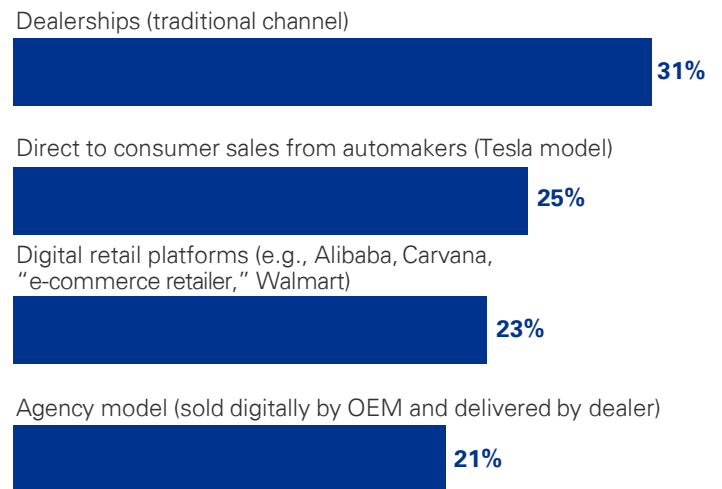 Dealerships (traditional channel)
31%
Direct to consumer sales from automakers (Tesla model)
25%
Digital retail platforms (e.g., Alibaba, Carvana,
“e-commerce retailer,” Walmart)
23%
Agency model (sold digitally by OEM and delivered by dealer)
21%